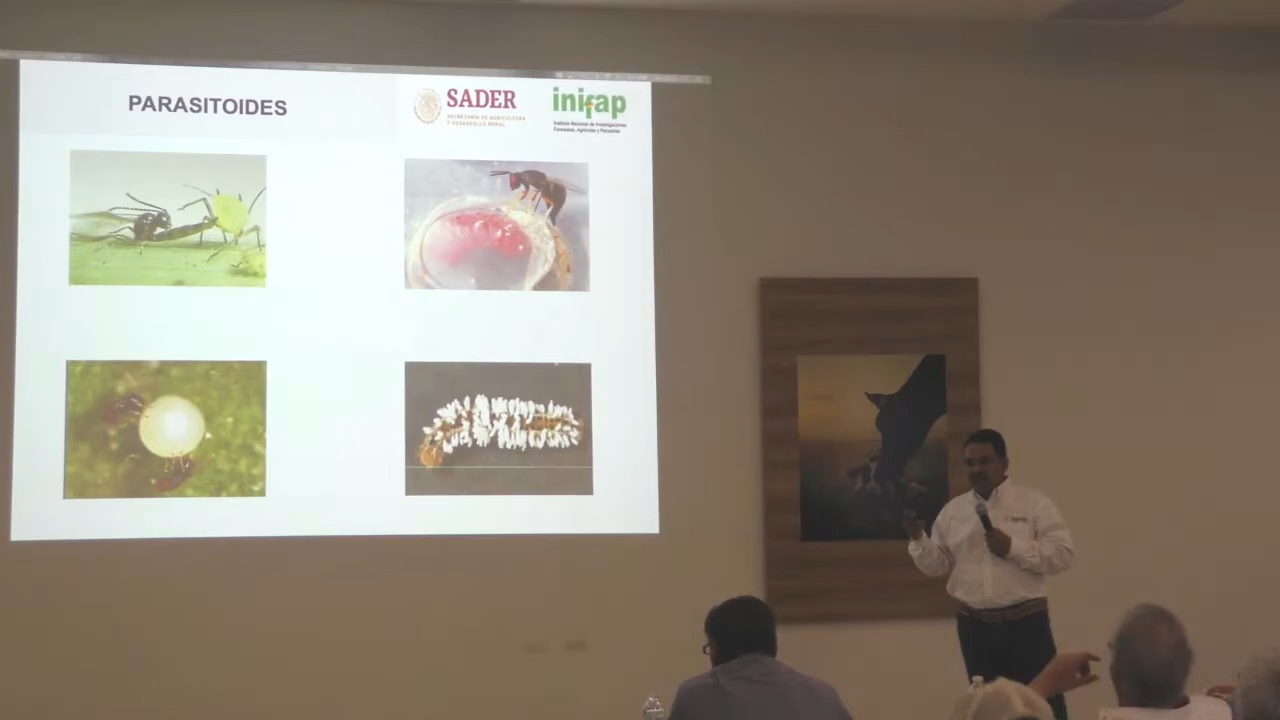 PARASITOIDES
SADER
SECRETARÍA DE AGRICULTURA
Y DESARROLLO RURAL
inifap
Instituto Nacional de Investigaciones
Forestales, Agrícolas y Pecuarias